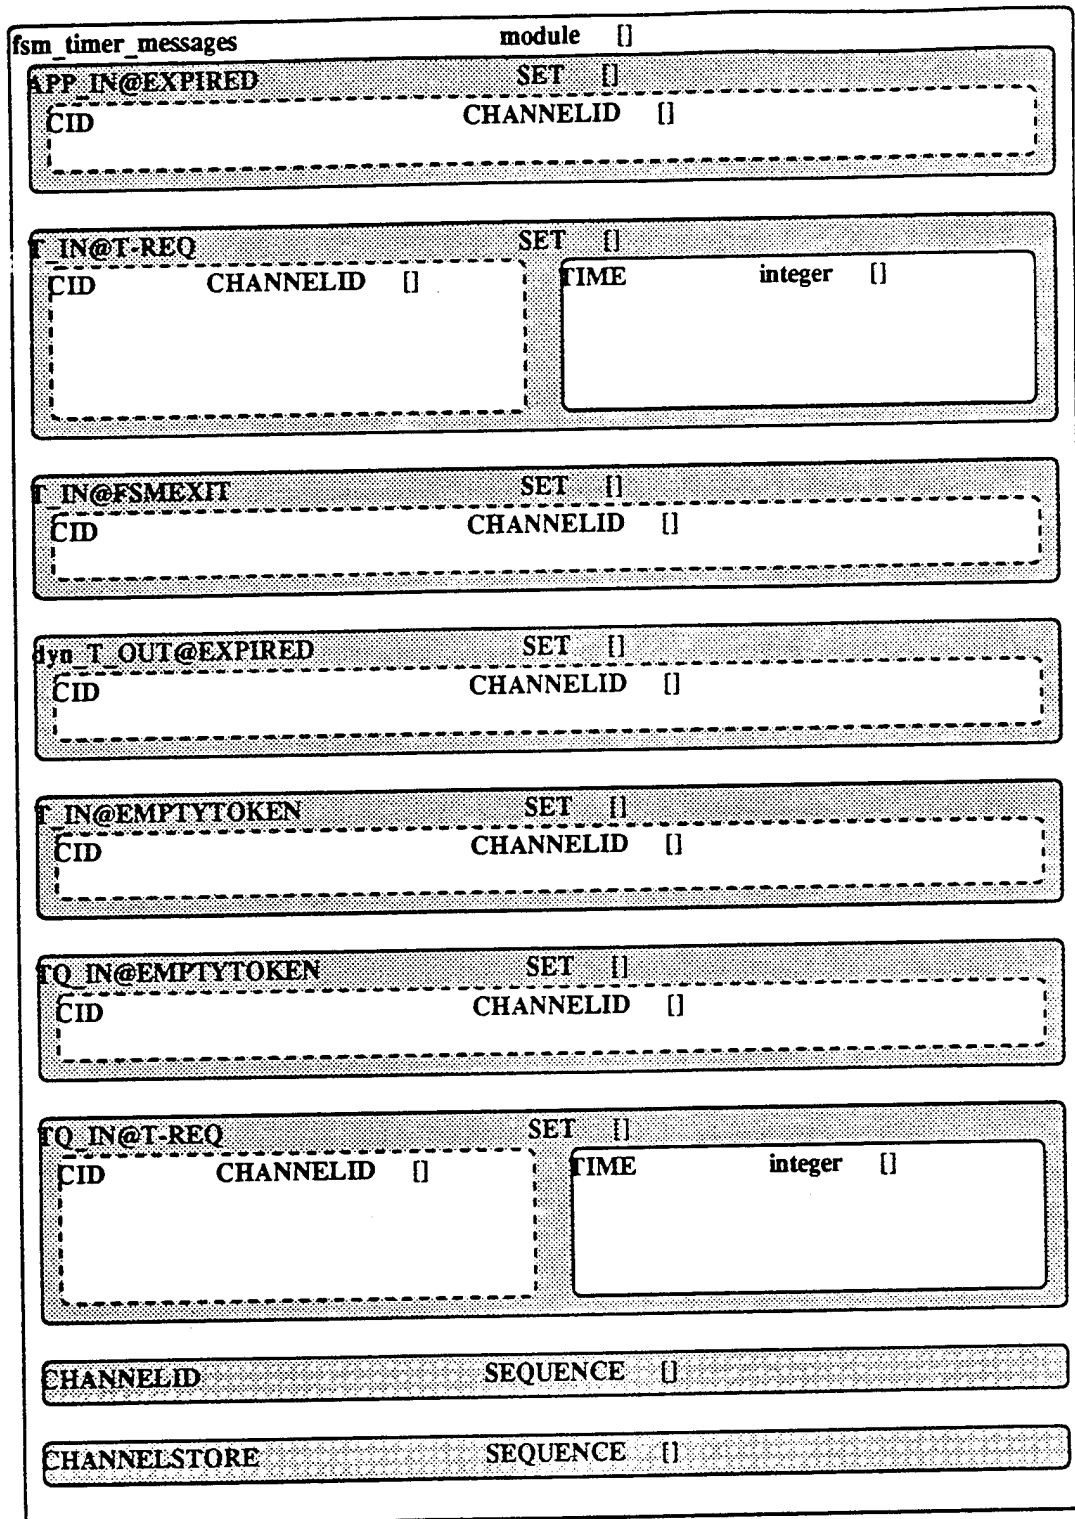 fsm_timer_messages module []
APP_IN@EXPIRED SET []
CID CHANNELID []
T_IN@T-REQ SET []
CID CHANNELID [] TIME integer []
T_IN@FSMEXIT SET []
CID CHANNELID []
dyn_T_OUT@EXPIRED SET []
CID CHANNELID []
T_IN@EMPTYTOKEN SET []
CID CHANNELID []
TQ_IN@EMPTYTOKEN SET []
CID CHANNELID []
TQ_IN@T-REQ SET []
CID CHANNELID [] TIME integer []
CHANNELID SEQUENCE []
CHANNELSTORE SEQUENCE []